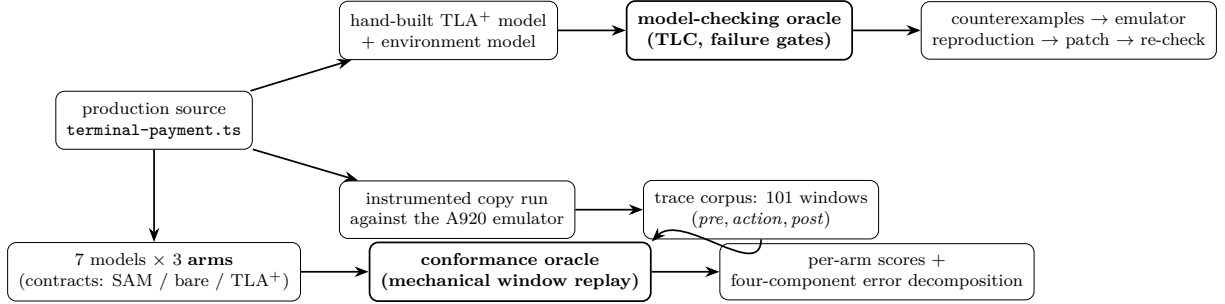 hand-built TLA+ model
+ environment model
model-checking oracle
(TLC, failure gates)
counterexamples → emulator
reproduction → patch → re-check
production source
terminal-payment.ts
instrumented copy run
against the A920 emulator
trace corpus: 101 windows
(pre, action, post)
7 models × 3 arms
(contracts: SAM / bare / TLA+)
conformance oracle
(mechanical window replay)
per-arm scores +
four-component error decomposition